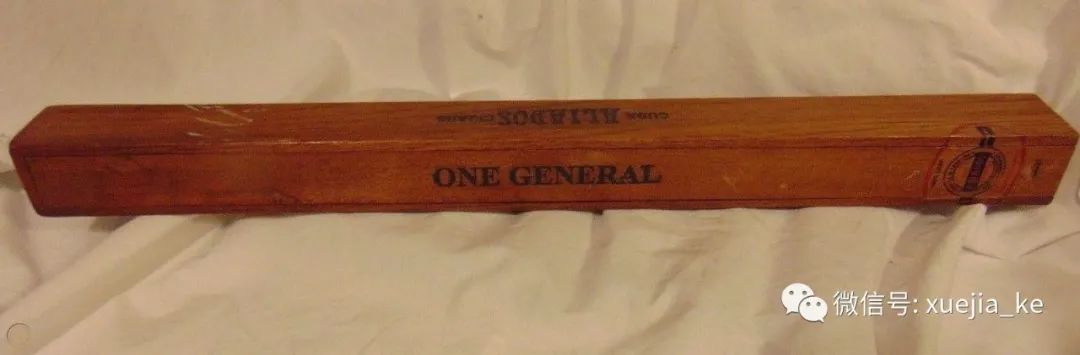 CUBA ALIADOS CIGARS
ONE GENERAL
微信号: xuejia_ke